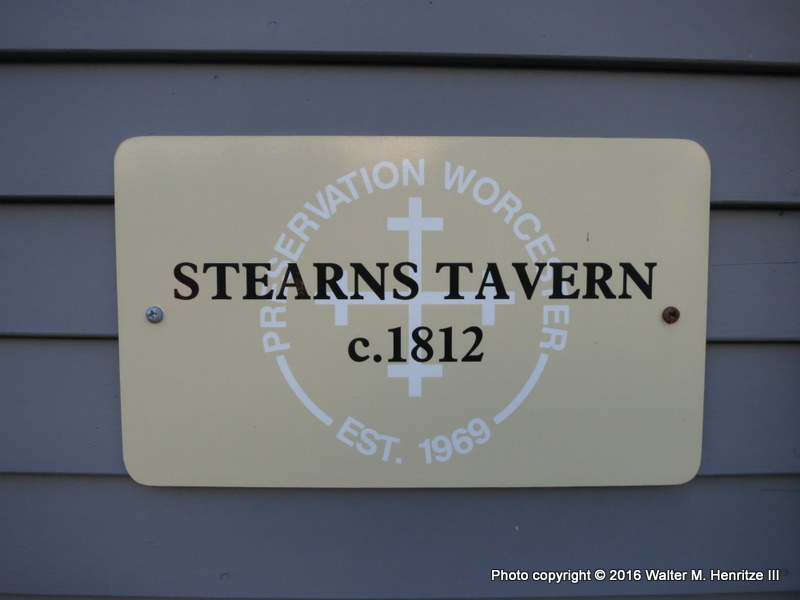 PRESERVATION WORCESTER
STEARNS TAVERN
c.1812
EST. 1969
Photo copyright © 2016 Walter M. Henritze III